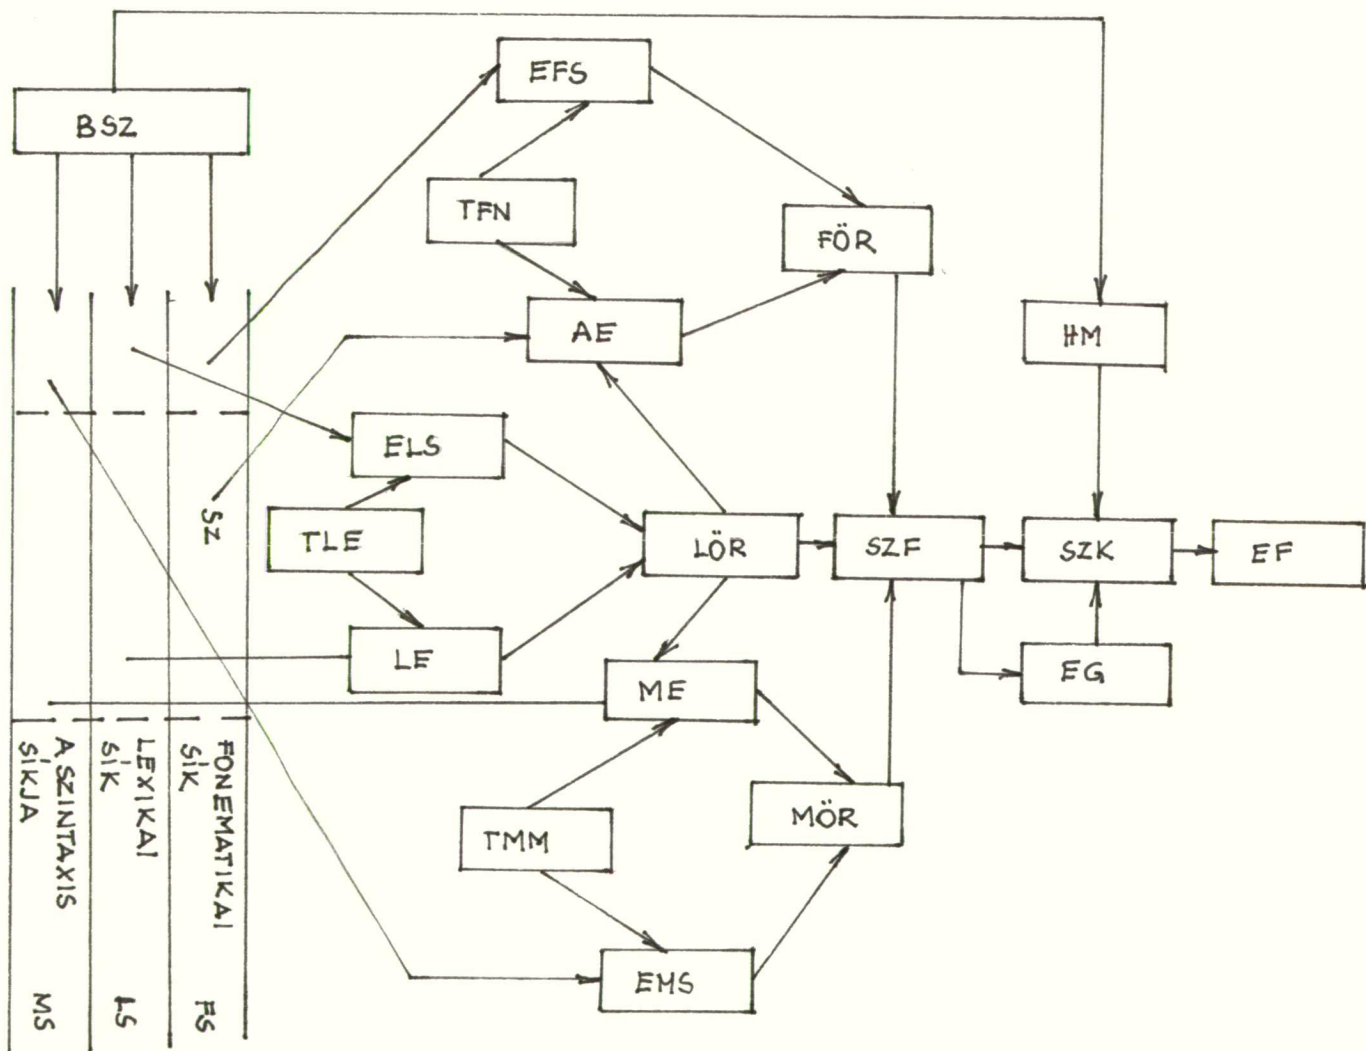 EFS
BSZ
TFN
FÖR
AE
HM
ELS
SZ
TLE
LÖR
SZF
SZK
EF
LE
ME
EG
A SZINTAXIS
SÍKJA
LEXIKAI
SÍK
FONEMATIKAI
SÍK
TMM
MÖR
EMS
MS
LS
FS